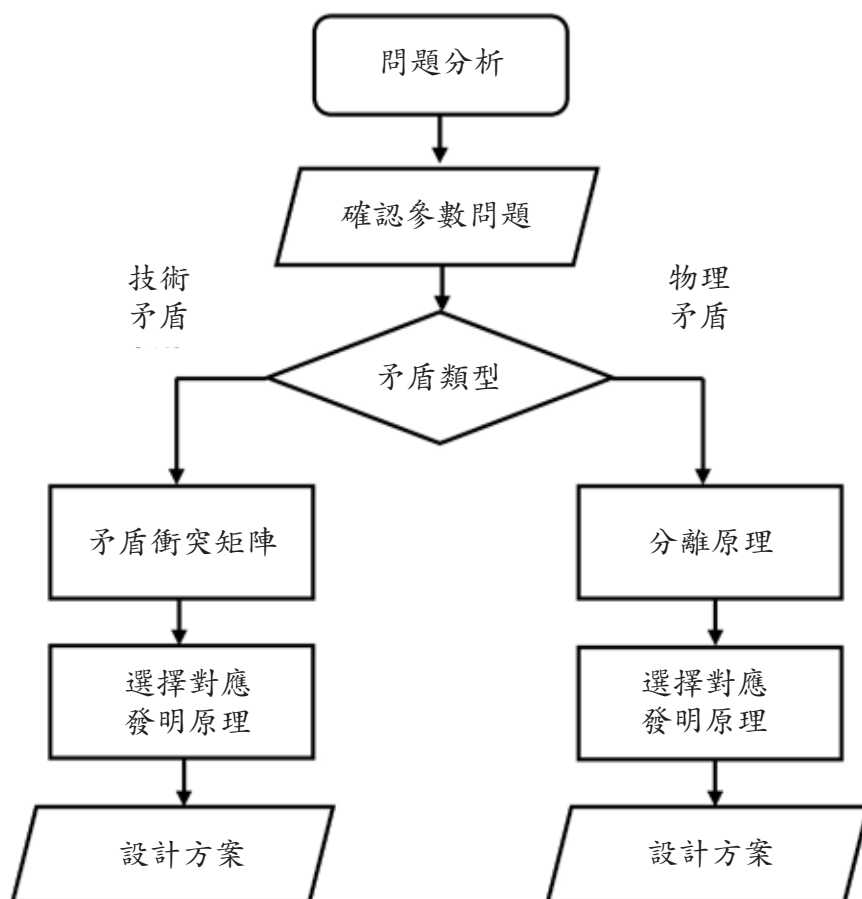 問題分析
確認參數問題
技術
矛盾
物理
矛盾
矛盾類型
矛盾衝突矩陣
分離原理
選擇對應
發明原理
選擇對應
發明原理
設計方案
設計方案